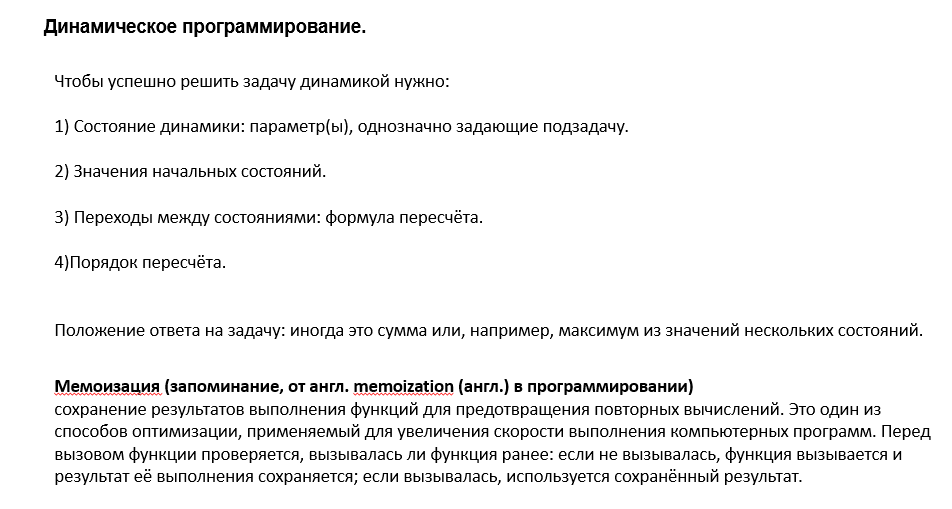 Динамическое программирование.
Чтобы успешно решить задачу динамикой нужно:
1) Состояние динамики: параметр(ы), однозначно задающие подзадачу.
2) Значения начальных состояний.
3) Переходы между состояниями: формула пересчёта.
4)Порядок пересчёта.
Положение ответа на задачу: иногда это сумма или, например, максимум из значений нескольких состояний.
Мемоизация (запоминание, от англ. memoization (англ.) в программировании)
сохранение результатов выполнения функций для предотвращения повторных вычислений. Это один из
способов оптимизации, применяемый для увеличения скорости выполнения компьютерных программ. Перед
вызовом функции проверяется, вызывалась ли функция ранее: если не вызывалась, функция вызывается и
результат её выполнения сохраняется; если вызывалась, используется сохранённый результат.